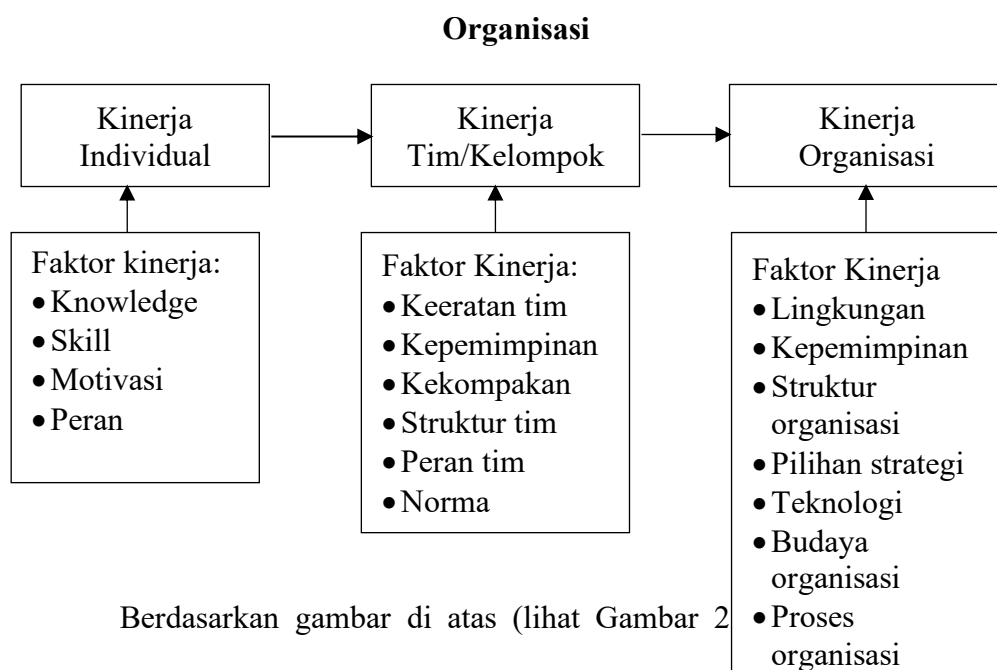 Organisasi
Kinerja
Individual
Kinerja
Tim/Kelompok
Kinerja
Organisasi
Faktor kinerja:
•Knowledge
•Skill
•Motivasi
•Peran
Faktor Kinerja:
•Keeratan tim
•Kepemimpinan
•Kekompakan
•Struktur tim
•Peran tim
•Norma
Faktor Kinerja
•Lingkungan
•Kepemimpinan
•Struktur
organisasi
•Pilihan strategi
•Teknologi
•Budaya
organisasi
•Proses
organisasi
Berdasarkan gambar di atas (lihat Gambar 2